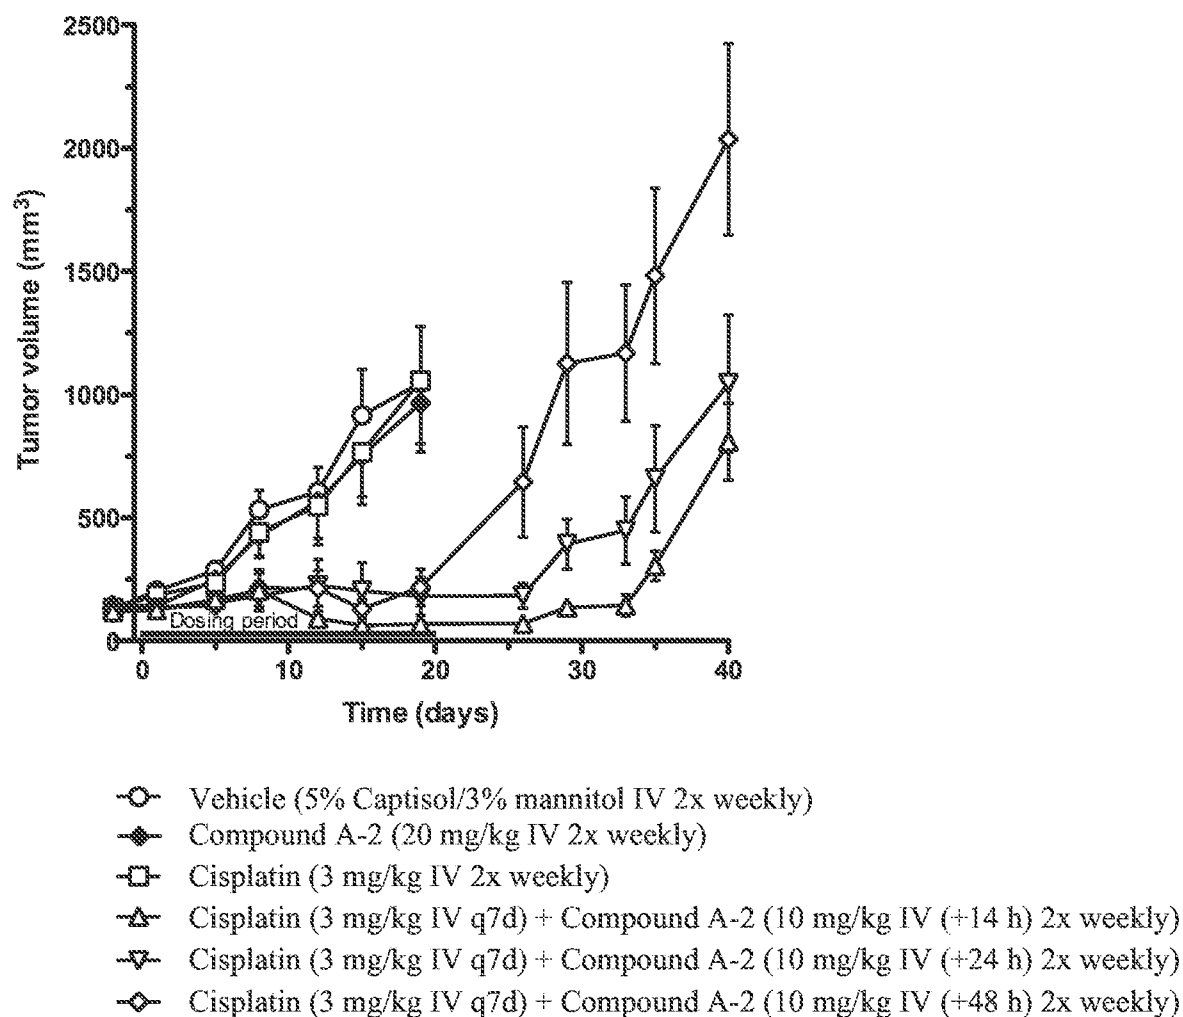 2500
2000
1500
1000
500
0
Tumor volume (mm³)
Dosing period
0 10 20 30 40
Time (days)
Vehicle (5% Captisol/3% mannitol IV 2x weekly)
Compound A-2 (20 mg/kg IV 2x weekly)
Cisplatin (3 mg/kg IV 2x weekly)
Cisplatin (3 mg/kg IV q7d) + Compound A-2 (10 mg/kg IV (+14 h) 2x weekly)
Cisplatin (3 mg/kg IV q7d) + Compound A-2 (10 mg/kg IV (+24 h) 2x weekly)
Cisplatin (3 mg/kg IV q7d) + Compound A-2 (10 mg/kg IV (+48 h) 2x weekly)